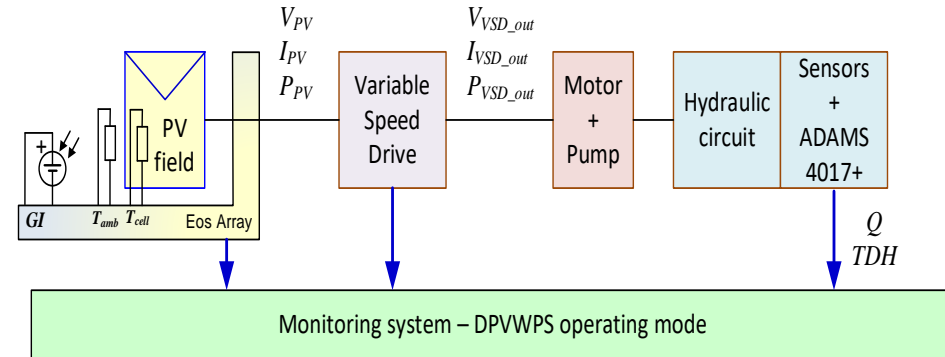 V_PV
I_PV
P_PV
V_VSD_out
I_VSD_out
P_VSD_out
PV
field
Variable
Speed
Drive
Motor
+
Pump
Hydraulic
circuit
Sensors
+
ADAMS
4017+
+
GI
T_amb
T_cell
Eos Array
Q
TDH
Monitoring system – DPVWPS operating mode